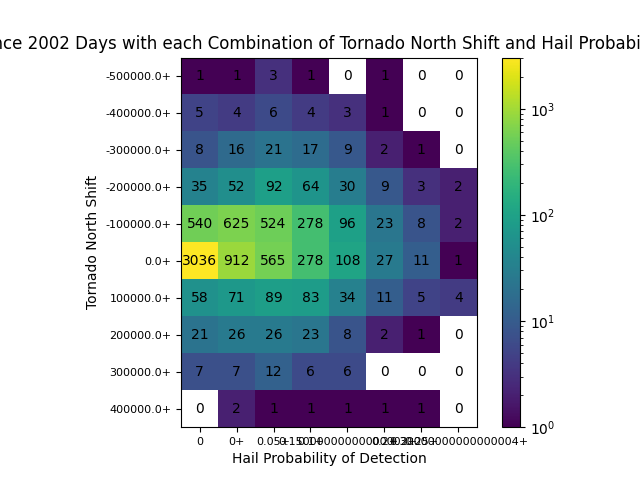 nce 2002 Days with each Combination of Tornado North Shift and Hail Probabi
-500000.0+ 1 1 3 1 0 1 0 0
-400000.0+ 5 4 6 4 3 1 0 0
-300000.0+ 8 16 21 17 9 2 1 0
-200000.0+ 35 52 92 64 30 9 3 2
-100000.0+ 540 625 524 278 96 23 8 2
0.0+ 3036 912 565 278 108 27 11 1
100000.0+ 58 71 89 83 34 11 5 4
200000.0+ 21 26 26 23 8 2 1 0
300000.0+ 7 7 12 6 6 0 0 0
400000.0+ 0 2 1 1 1 1 1 0
0 0+ 0.05+
Hail Probability of Detection
Tornado North Shift
10³
10²
10¹
10⁰